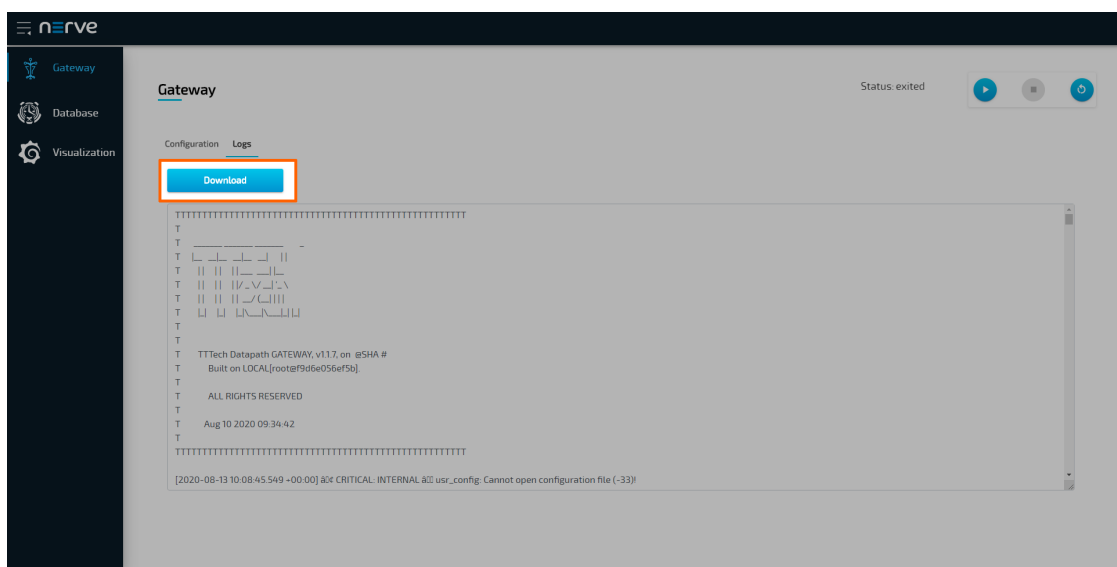 nerve
Gateway
Database
Visualization
Gateway
Status: exited
Configuration Logs
Download
TTTTTTTTTTTTTTTTTTTTTTTTTTTTTTTTTTTTTTTTTTTTTTTTTTTTTT
T
T
T
T
T
T
T
T
T
T TTTech Datapath GATEWAY, v1.1.7, on @SHA #
T Built on LOCAL[root@f9d6e056ef5b].
T
T ALL RIGHTS RESERVED
T
T Aug 10 2020 09:34:42
T
TTTTTTTTTTTTTTTTTTTTTTTTTTTTTTTTTTTTTTTTTTTTTTTTTTTTTT
[2020-08-13 10:08:45.549 +00:00] CRITICAL: INTERNAL usr_config: Cannot open configuration file (-33)!